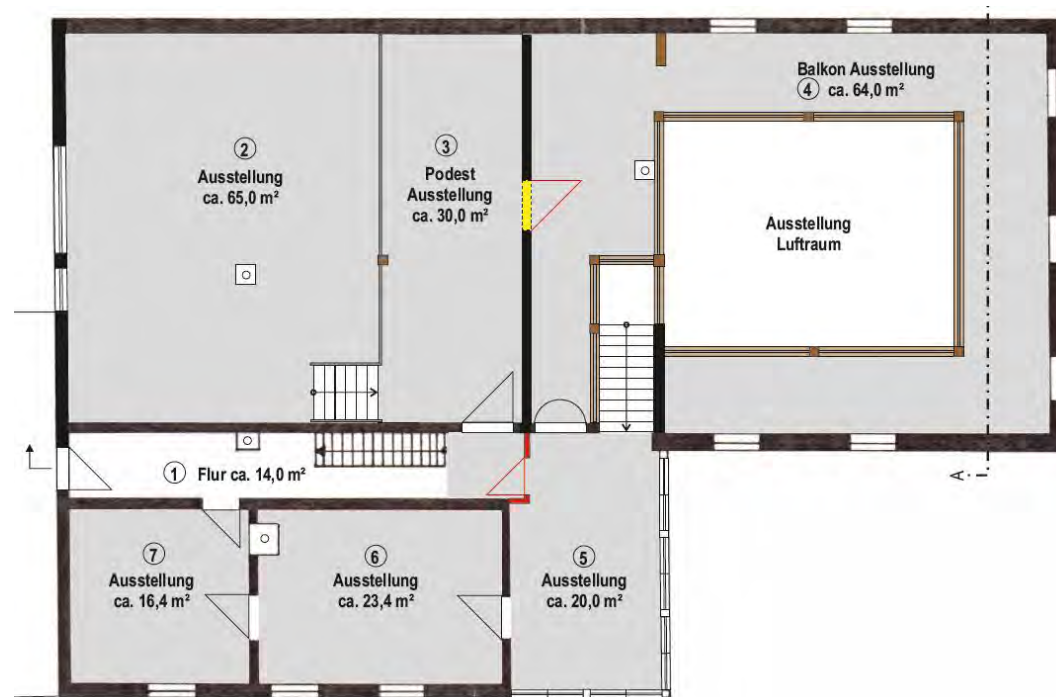 Balkon Ausstellung
④ ca. 64,0 m²
②
Ausstellung
ca. 65,0 m²
③
Podest
Ausstellung
ca. 30,0 m²
Ausstellung
Luftraum
① Flur ca. 14,0 m²
A
⑦
Ausstellung
ca. 16,4 m²
⑥
Ausstellung
ca. 23,4 m²
⑤
Ausstellung
ca. 20,0 m²